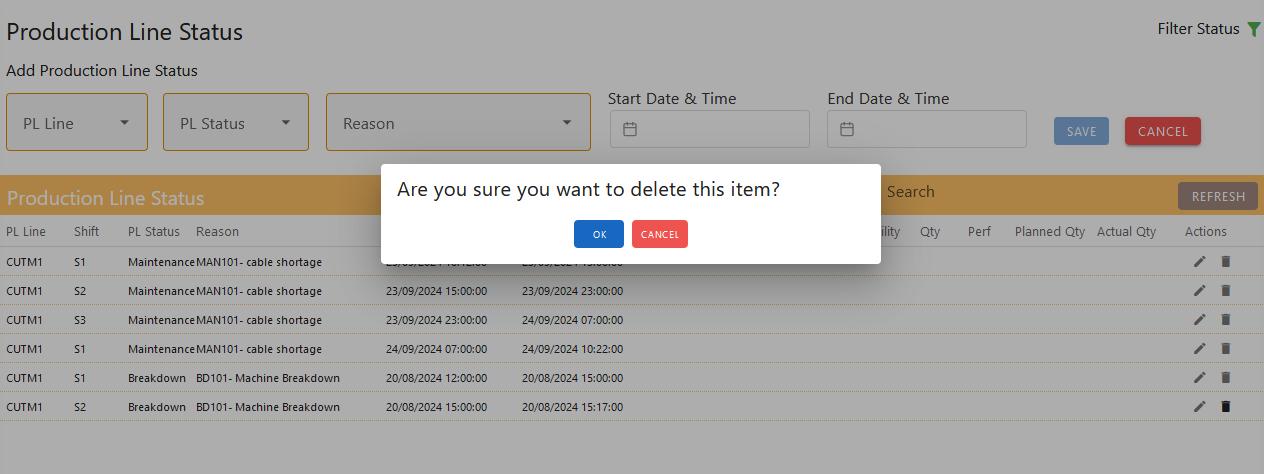 Production Line Status
Filter Status
Add Production Line Status
Start Date & Time
End Date & Time
PL Line
PL Status
Reason
SAVE
CANCEL
Are you sure you want to delete this item?
OK
CANCEL
Production Line Status
Search
REFRESH
PL Line Shift PL Status Reason Qty Perf Planned Qty Actual Qty Actions
CUTM1 S1 Maintenance MAN101- cable shortage
CUTM1 S2 Maintenance MAN101- cable shortage 23/09/2024 15:00:00 23/09/2024 23:00:00
CUTM1 S3 Maintenance MAN101- cable shortage 23/09/2024 23:00:00 24/09/2024 07:00:00
CUTM1 S1 Maintenance MAN101- cable shortage 24/09/2024 07:00:00 24/09/2024 10:22:00
CUTM1 S1 Breakdown BD101- Machine Breakdown 20/08/2024 12:00:00 20/08/2024 15:00:00
CUTM1 S2 Breakdown BD101- Machine Breakdown 20/08/2024 15:00:00 20/08/2024 15:17:00